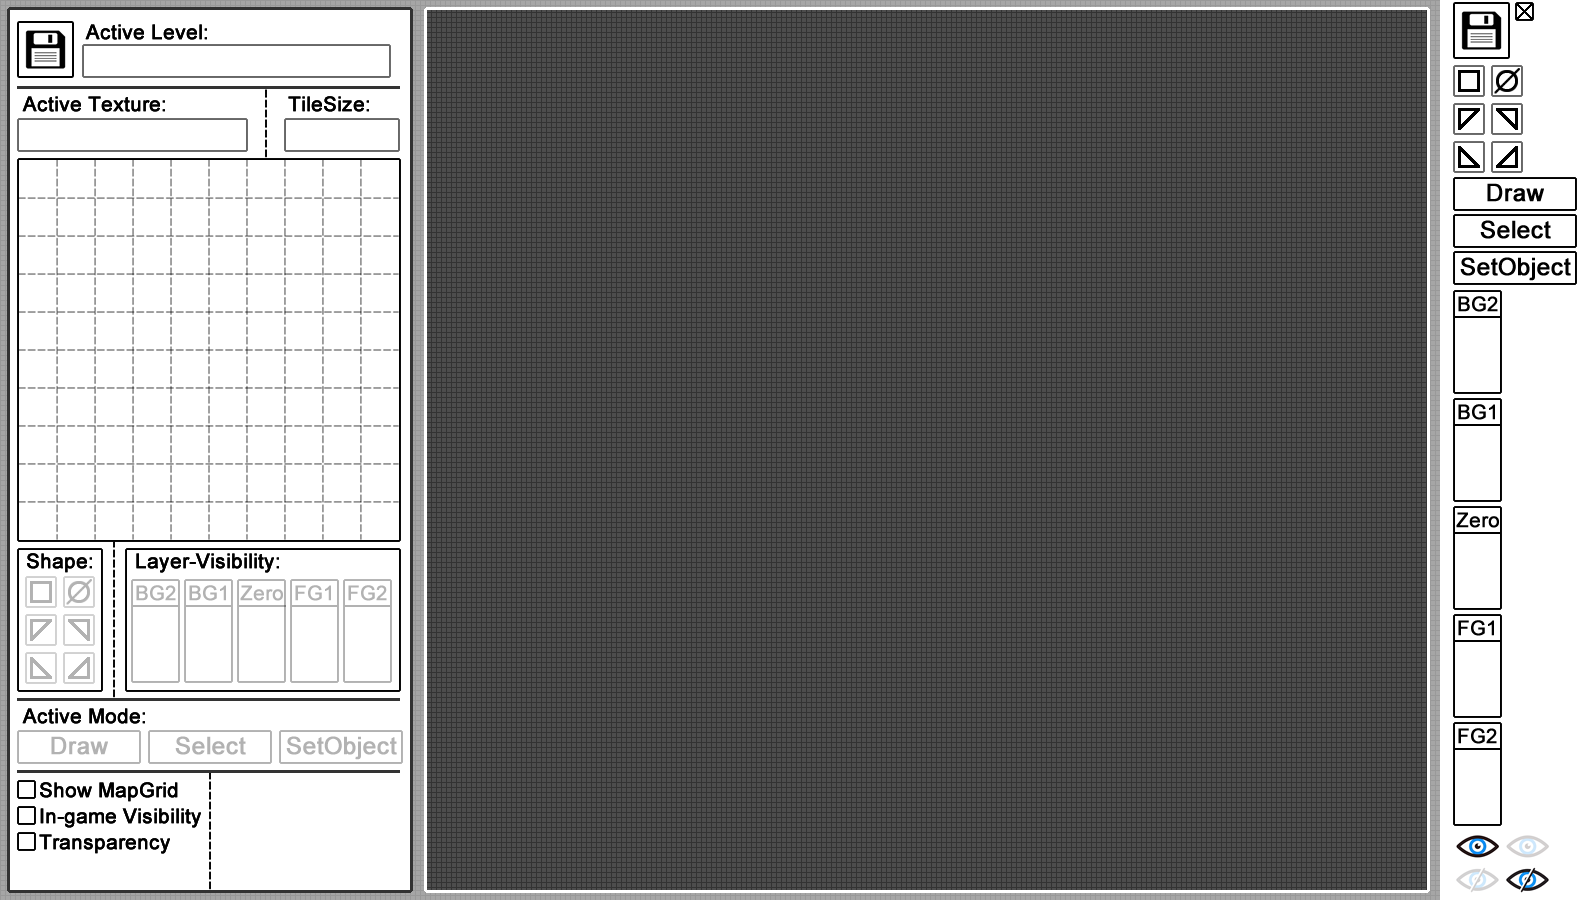 Active Level:
Active Texture:
TileSize:
Shape:
Layer-Visibility:
BG2 BG1 Zero FG1 FG2
Active Mode:
Draw Select SetObject
Show MapGrid
In-game Visibility
Transparency
Draw
Select
SetObject
BG2
BG1
Zero
FG1
FG2